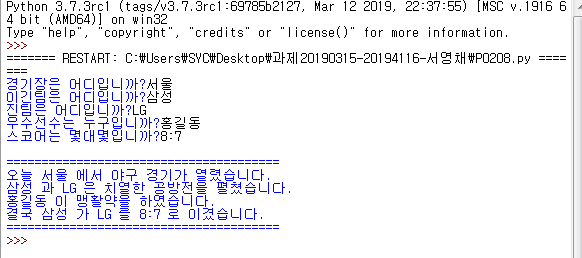 Python 3.7.3rc1 (tags/v3.7.3rc1:69785b2127, Mar 12 2019, 22:37:55) [MSC v.1916 6
4 bit (AMD64)] on win32
Type "help", "copyright", "credits" or "license()" for more information.
>>>
======= RESTART: C:\Users\SYC\Desktop\과제20190315-20194116-서영채\P0208.py ====
===
경기장은 어디입니까?서울
이긴팀은 어디입니까?삼성
진팀은 어디입니까?LG
우수선수는 누구입니까?홍길동
스코어는 몇대몇입니까?8:7

=======================================
오늘 서울 에서 야구 경기가 열렸습니다.
삼성 과 LG 은 치열한 공방전을 펼쳤습니다.
홍길동 이 맹활약을 하였습니다.
결국 삼성 가 LG 를 8:7 로 이겼습니다.
=======================================
>>>